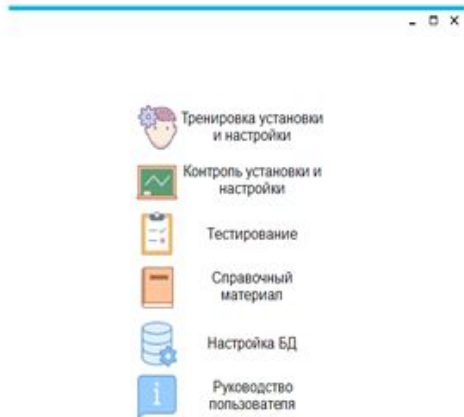 Тренировка установки
и настройки
Контроль установки и
настройки
Тестирование
Справочный
материал
Настройка БД
Руководство
пользователя